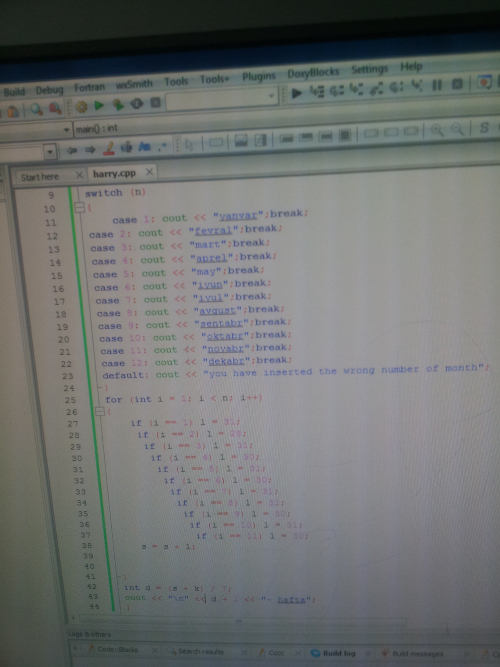 Build Debug Fortran wxSmith Tools Tools+ Plugins DoxyBlocks Settings Help
main() : int
Start here harry.cpp
9 switch (n)
10 {
11 case 1: cout << "yanvar";break;
12 case 2: cout << "fevral";break;
13 case 3: cout << "mart";break;
14 case 4: cout << "aprel";break;
15 case 5: cout << "may";break;
16 case 6: cout << "iyun";break;
17 case 7: cout << "iyul";break;
18 case 8: cout << "avgust";break;
19 case 9: cout << "sentabr";break;
20 case 10: cout << "oktabr";break;
21 case 11: cout << "novabr";break;
22 case 12: cout << "dekabr";break;
23 default: cout << "you have inserted the wrong number of month";
24 }
25 for (int i = 1; i < n; i++)
26 {
27 if (i == 1) l = 31;
28 if (i == 2) l = 28;
29 if (i == 3) l = 31;
30 if (i == 4) l = 30;
31 if (i == 5) l = 31;
32 if (i == 6) l = 30;
33 if (i == 7) l = 31;
34 if (i == 8) l = 31;
35 if (i == 9) l = 30;
36 if (i == 10) l = 31;
37 if (i == 11) l = 30;
38 s = s + l;
39
40
41 }
42 int d = (s + k) / 7;
43 cout << "\n" << d + << "- hafta";
44 }
Logs & others
Code::Blocks Search results Cccc Build log Build messages